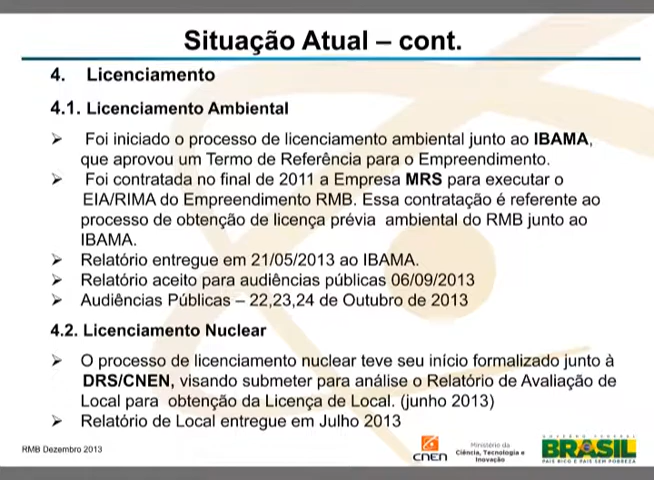 Situação Atual – cont.
4. Licenciamento
4.1. Licenciamento Ambiental
➢ Foi iniciado o processo de licenciamento ambiental junto ao IBAMA,
que aprovou um Termo de Referência para o Empreendimento.
➢ Foi contratada no final de 2011 a Empresa MRS para executar o
EIA/RIMA do Empreendimento RMB. Essa contratação é referente ao
processo de obtenção de licença prévia ambiental do RMB junto ao
IBAMA.
➢ Relatório entregue em 21/05/2013 ao IBAMA.
➢ Relatório aceito para audiências públicas 06/09/2013
➢ Audiências Públicas – 22,23,24 de Outubro de 2013
4.2. Licenciamento Nuclear
➢ O processo de licenciamento nuclear teve seu início formalizado junto à
DRS/CNEN, visando submeter para análise o Relatório de Avaliação de
Local para obtenção da Licença de Local. (junho 2013)
➢ Relatório de Local entregue em Julho 2013
RMB Dezembro 2013
CNEN
Ministério da
Ciência, Tecnologia e
Inovação
GOVERNO FEDERAL
BRASIL
PAÍS RICO É PAÍS SEM POBREZA